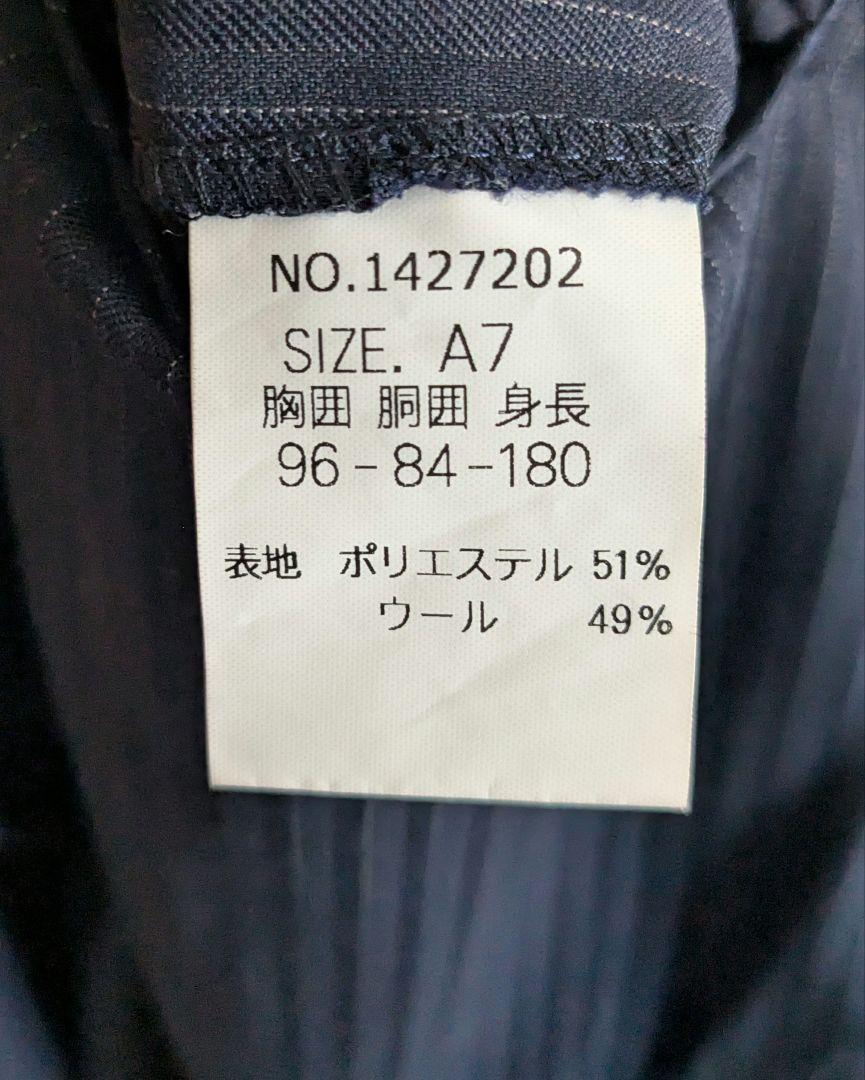 NO.1427202
SIZE. A7
胸囲 胴囲 身長
96-84-180
表地 ポリエステル 51%
ウール 49%